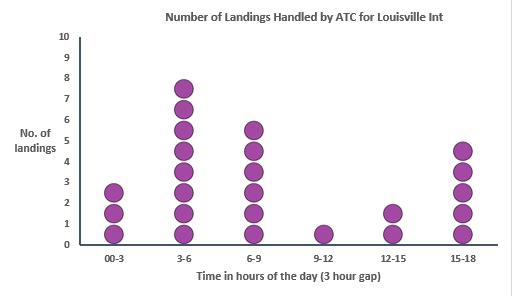 Number of Landings Handled by ATC for Louisville Int
10
9
8
7
6
5
4
3
2
1
0
No. of
landings
00-3 3-6 6-9 9-12 12-15 15-18
Time in hours of the day (3 hour gap)